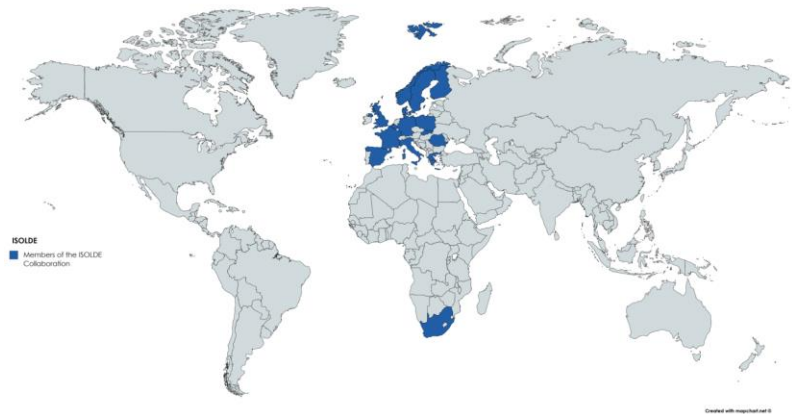 ISOLDE
Members of the ISOLDE
Collaboration
Created with mapchart.net ©